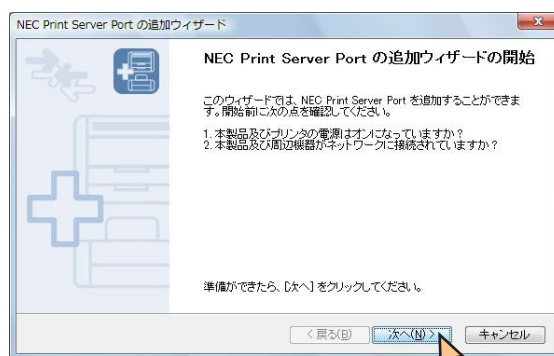 NEC Print Server Port の追加ウィザード
NEC Print Server Port の追加ウィザードの開始
このウィザードでは、NEC Print Server Port を追加することができま
す。開始前に次の点を確認してください。
1. 本製品及びプリンタの電源はオンになっていますか?
2. 本製品及び周辺機器がネットワークに接続されていますか?
準備ができたら、[次へ] をクリックしてください。
< 戻る(B) 次へ(N) > キャンセル